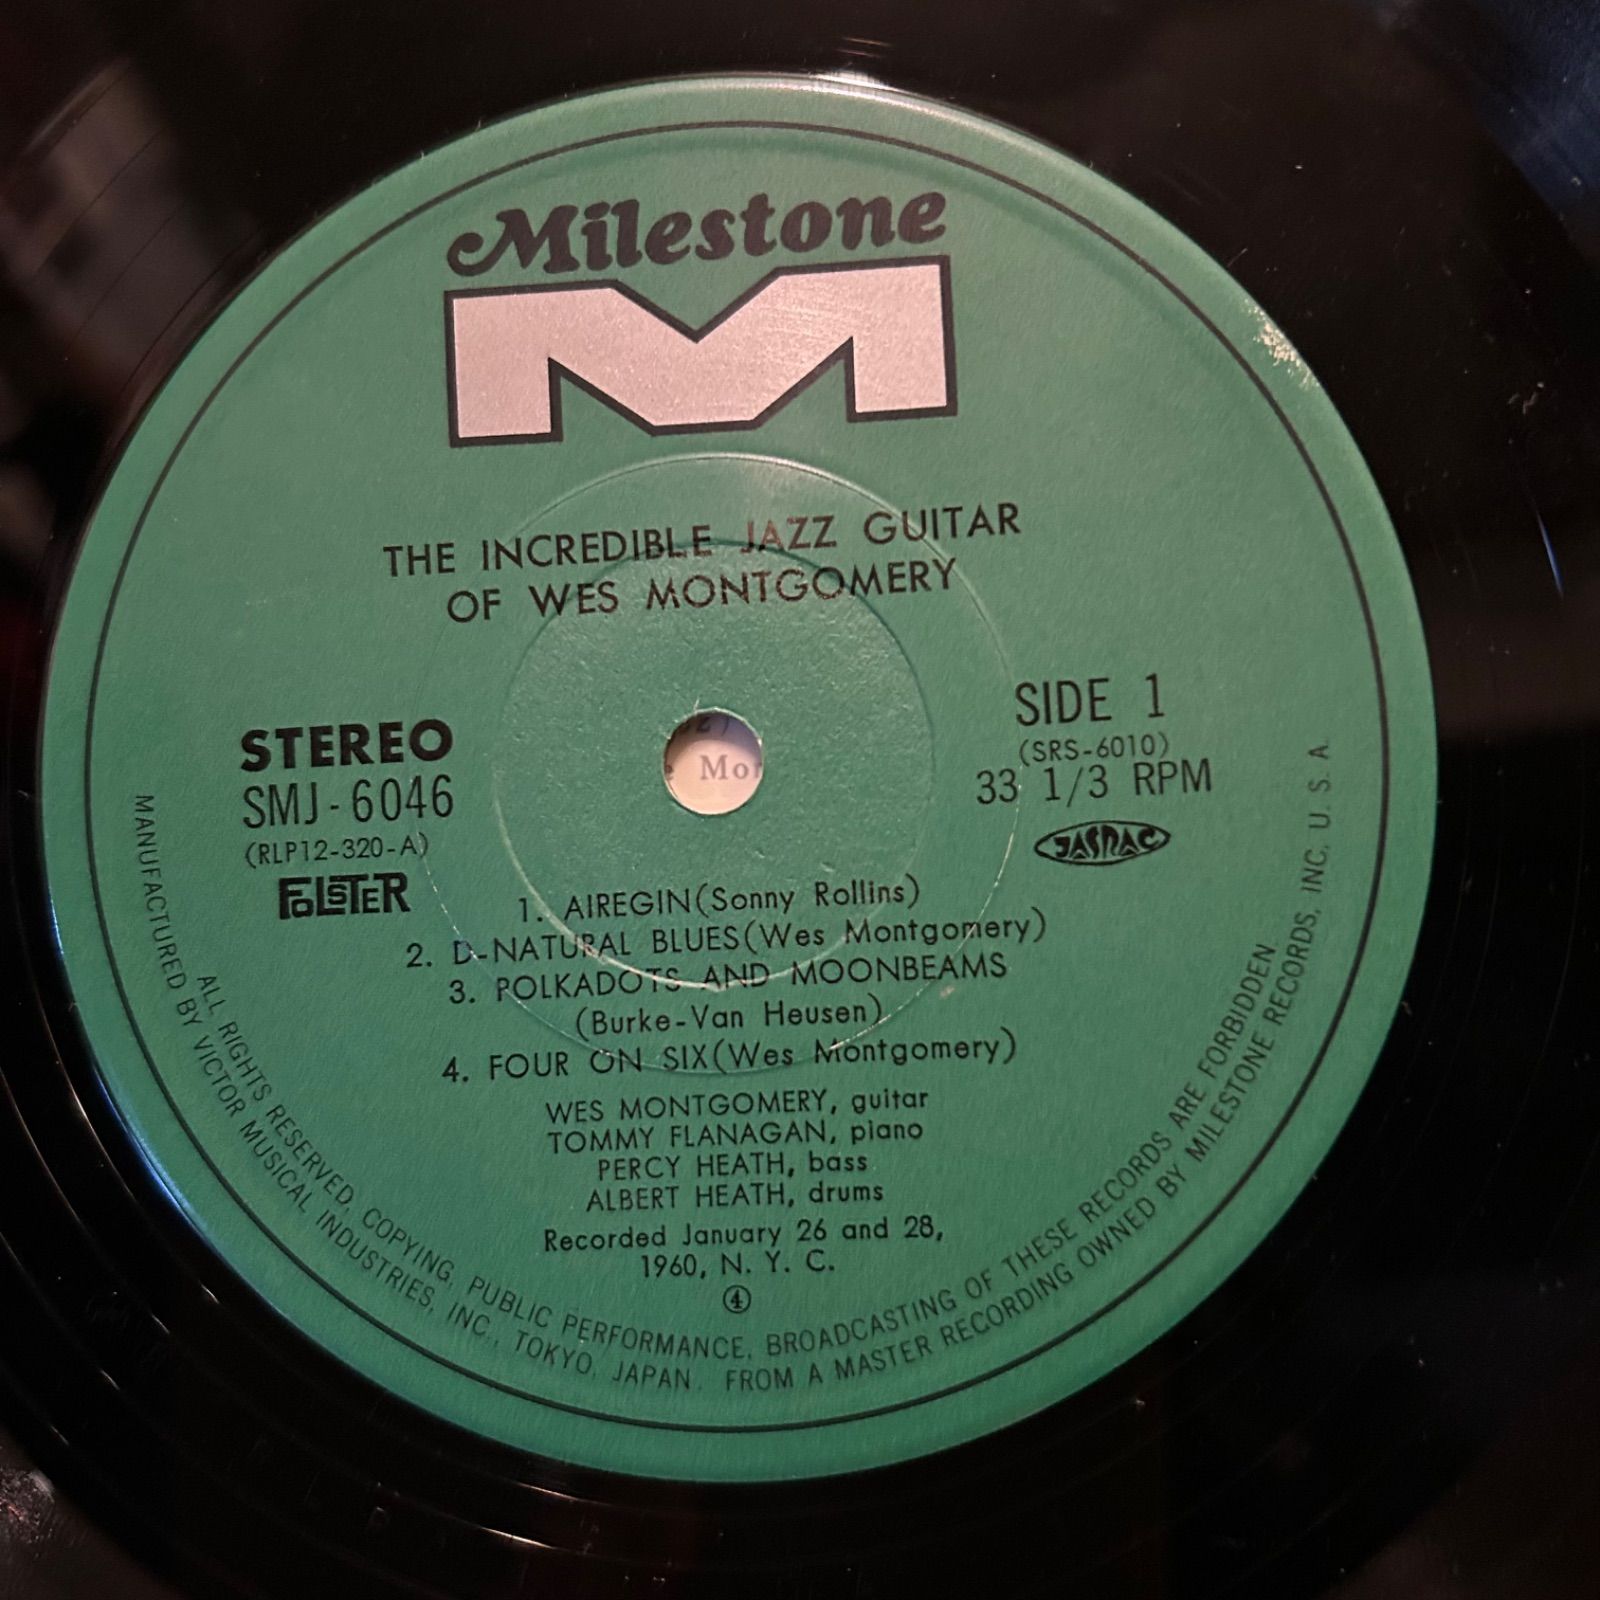 Milestone
THE INCREDIBLE JAZZ GUITAR
OF WES MONTGOMERY
STEREO
SMJ-6046
(RLP12-320-A)
FOLSTER
SIDE 1
(SRS-6010)
33 1/3 RPM
JASRAC
Mo
1. AIREGIN(Sonny Rollins)
2. D-NATURAL BLUES(Wes Montgomery)
3. POLKADOTS AND MOONBEAMS
(Burke-Van Heusen)
4. FOUR ON SIX(Wes Montgomery)
WES MONTGOMERY, guitar
TOMMY FLANAGAN, piano
PERCY HEATH, bass
ALBERT HEATH, drums
Recorded January 26 and 28,
1960, N. Y. C.
④
ALL RIGHTS RESERVED, COPYING, PUBLIC PERFORMANCE, BROADCASTING OF THESE RECORDS ARE FORBIDDEN
MANUFACTURED BY VICTOR MUSICAL INDUSTRIES, INC., TOKYO, JAPAN. FROM A MASTER RECORDING OWNED BY MILESTONE RECORDS, INC, U. S. A.